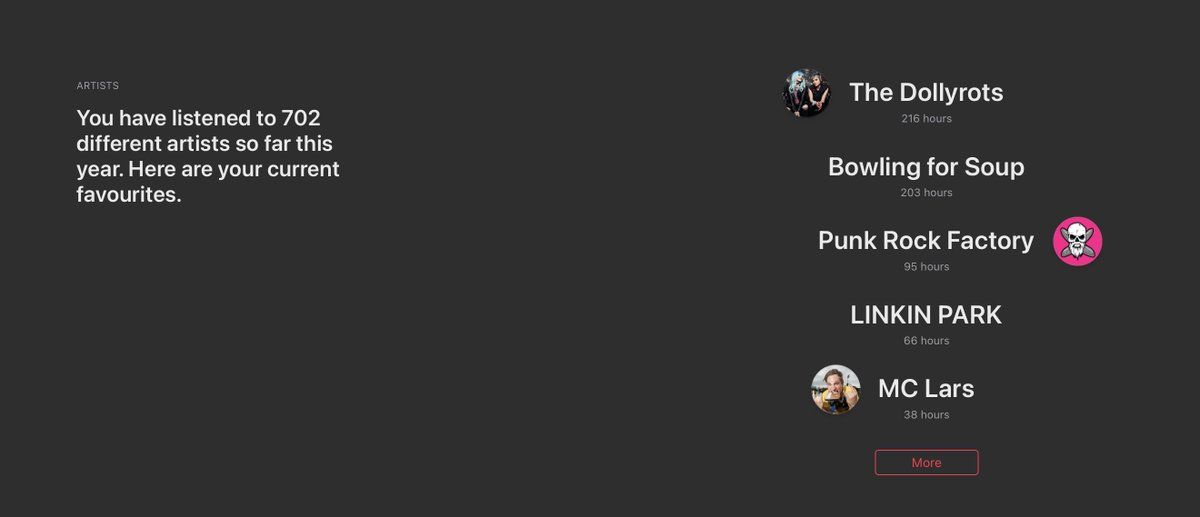 ARTISTS
You have listened to 702
different artists so far this
year. Here are your current
favourites.
The Dollyrots
216 hours
Bowling for Soup
203 hours
Punk Rock Factory
95 hours
LINKIN PARK
66 hours
MC Lars
38 hours
More